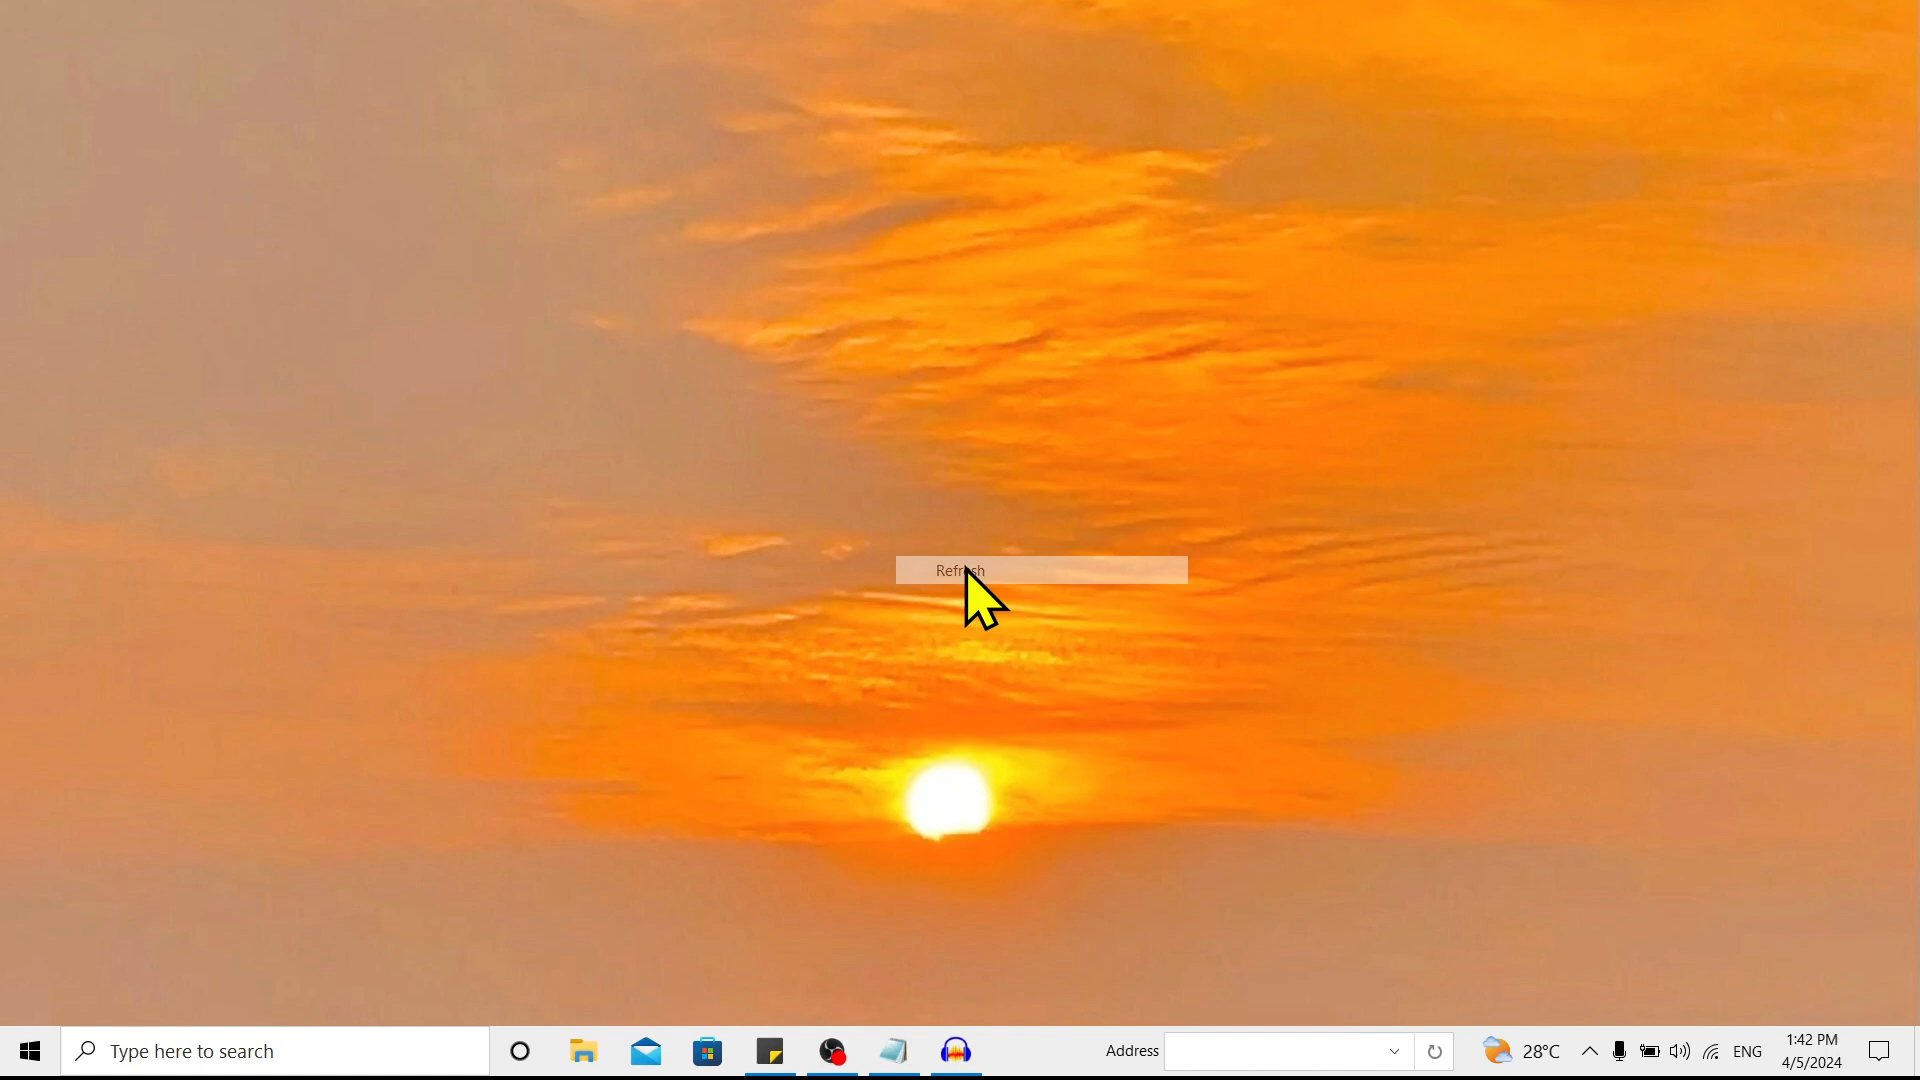 Refresh
Type here to search
Address
28°C
ENG
1:42 PM
4/5/2024